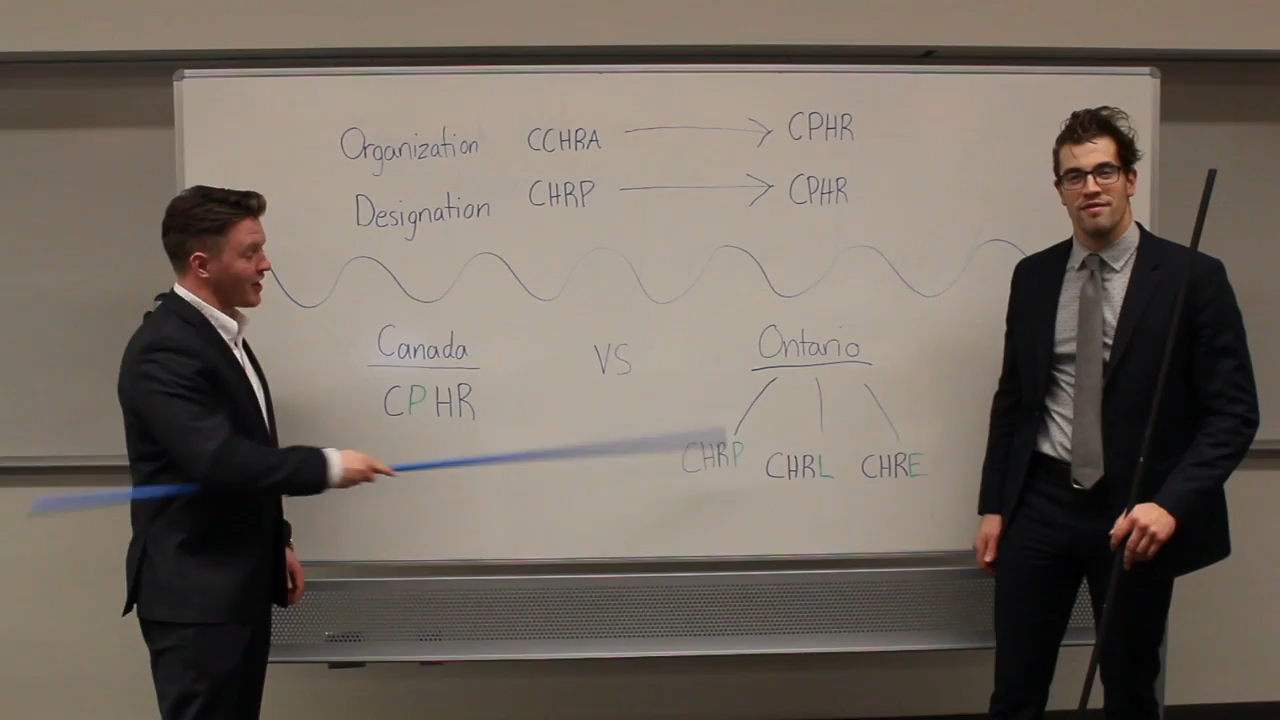 Organization CCHRA → CPHR
Designation CHRP → CPHR
Canada VS Ontario
CPHR
CHRP CHRL CHRE